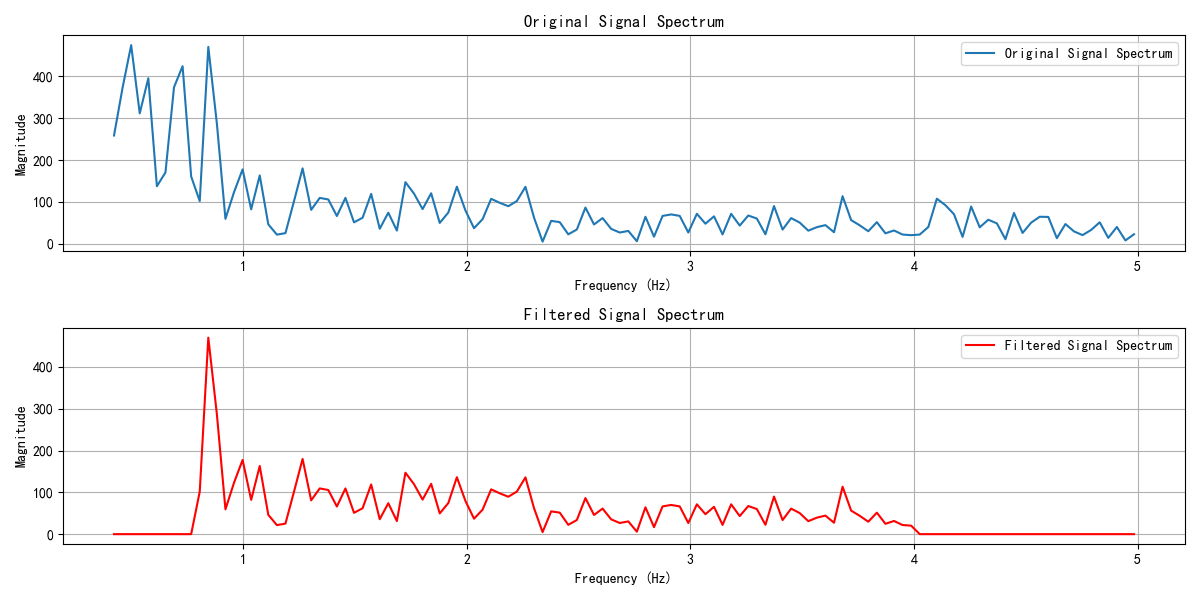 Original Signal Spectrum
Original Signal Spectrum
Magnitude
400
300
200
100
0
1
2
3
4
5
Frequency (Hz)
Filtered Signal Spectrum
Filtered Signal Spectrum
Magnitude
400
300
200
100
0
1
2
3
4
5
Frequency (Hz)